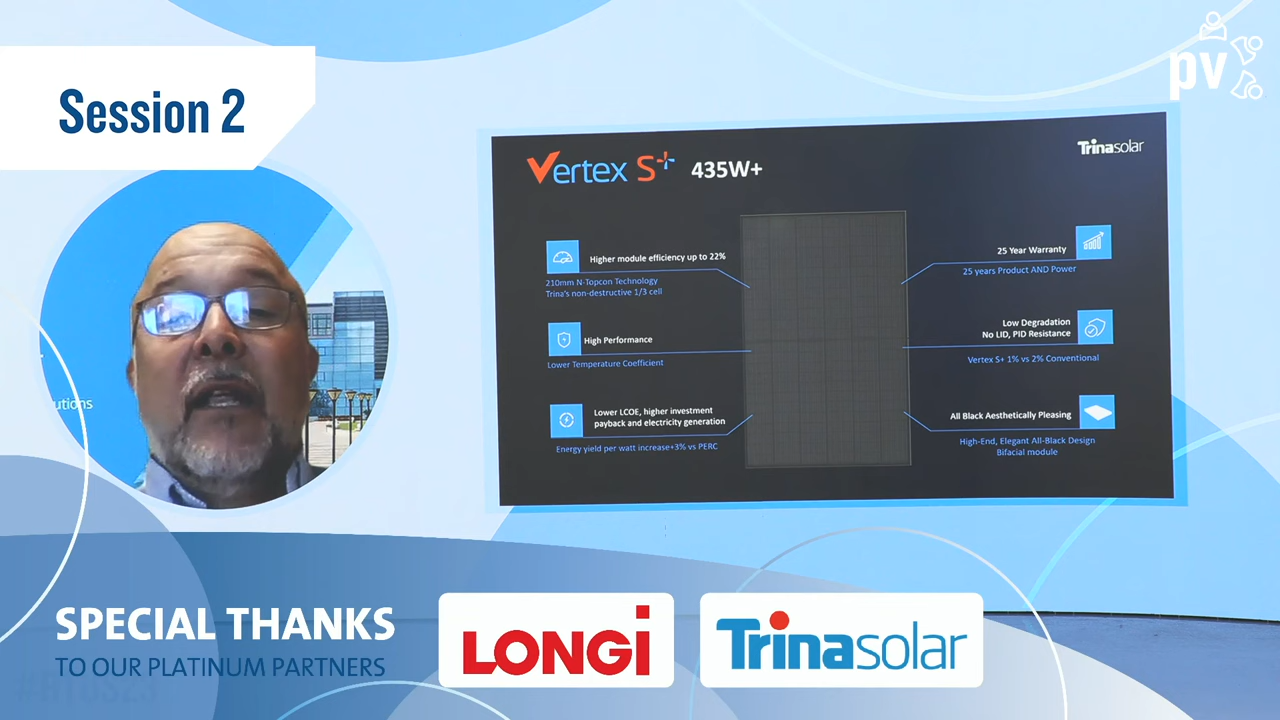 Session 2
pv
Trinasolar
Vertex S+ 435W+
Higher module efficiency up to 22%
210mm N-Topcon Technology
Trina's non-destructive 1/3 cell
High Performance
Lower Temperature Coefficient
Lower LCOE, higher investment
payback and electricity generation
Energy yield per watt increase+3% vs PERC
25 Year Warranty
25 years Product AND Power
Low Degradation
No LID, PID Resistance
Vertex S+ 1% vs 2% Conventional
All Black Aesthetically Pleasing
High-End, Elegant All-Black Design
Bifacial module
utions
SPECIAL THANKS
TO OUR PLATINUM PARTNERS
LONGi
Trinasolar